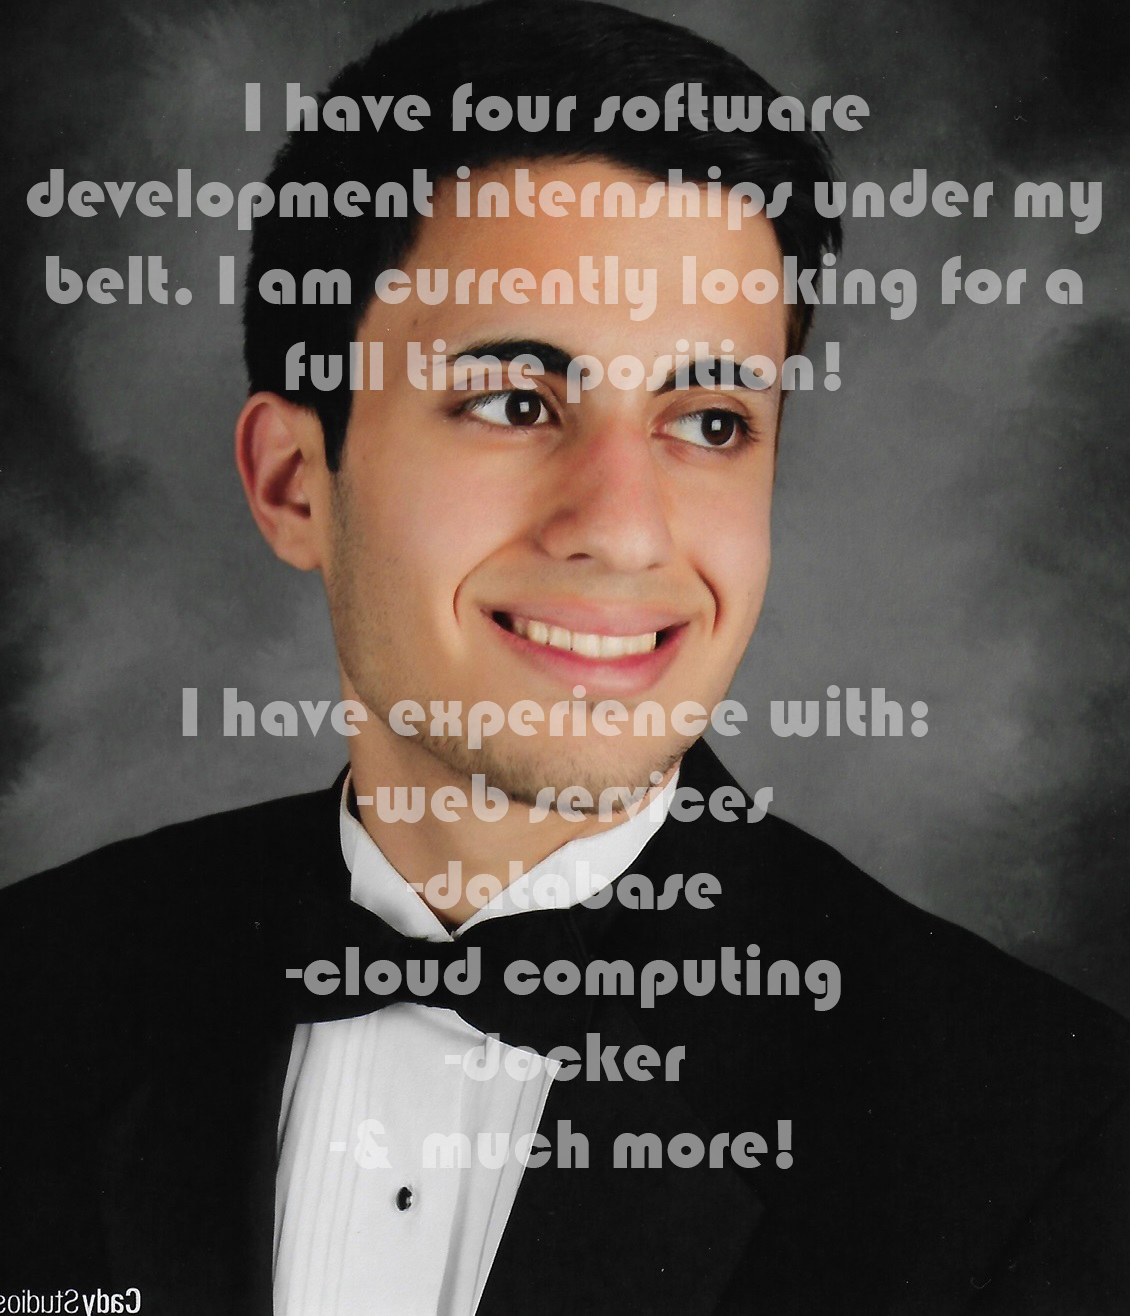 I have four software
development internships under my
belt. I am currently looking for a
full time position!
I have experience with:
-web services
-database
-cloud computing
-docker
-& much more!
CadyStudios